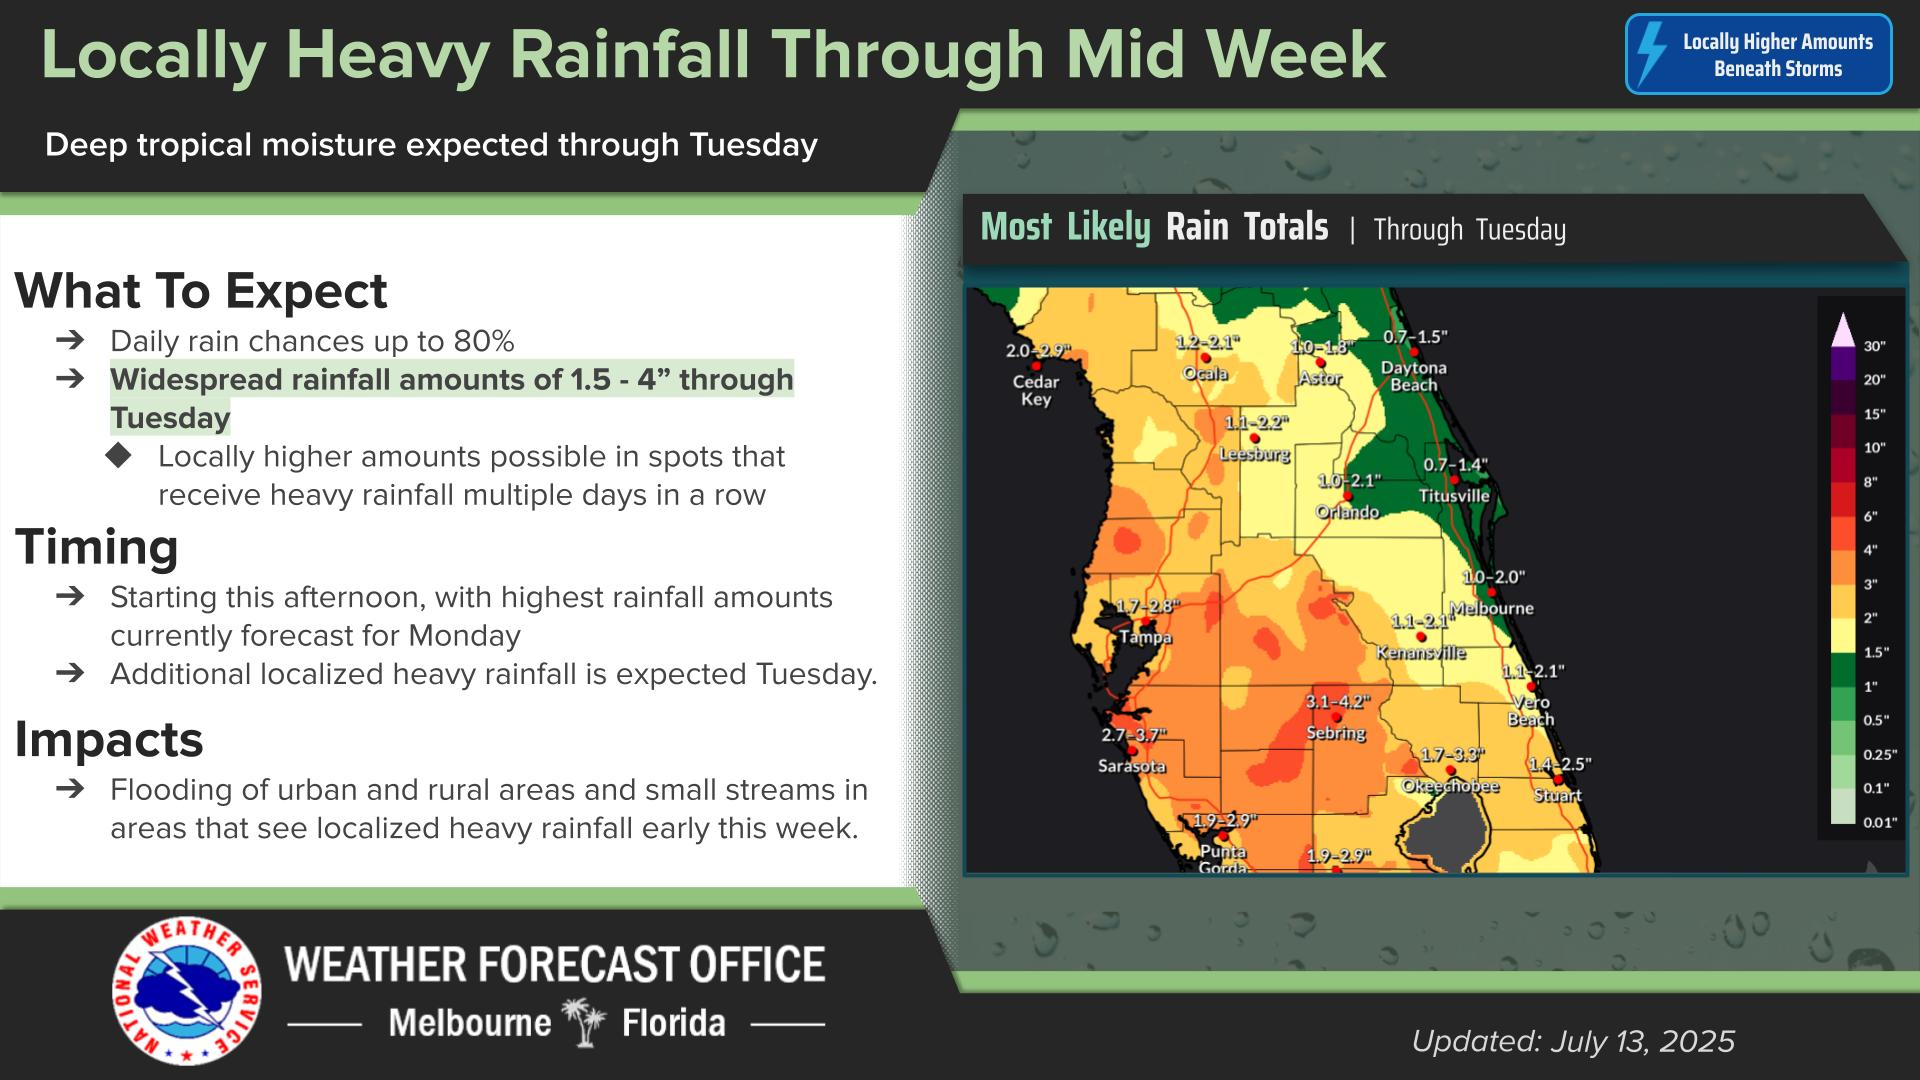 Locally Heavy Rainfall Through Mid Week
Locally Higher Amounts
Beneath Storms
Deep tropical moisture expected through Tuesday
Most Likely Rain Totals | Through Tuesday
What To Expect
➔ Daily rain chances up to 80%
➔ Widespread rainfall amounts of 1.5 - 4” through
Tuesday
◆ Locally higher amounts possible in spots that
receive heavy rainfall multiple days in a row
Timing
➔ Starting this afternoon, with highest rainfall amounts
currently forecast for Monday
➔ Additional localized heavy rainfall is expected Tuesday.
Impacts
➔ Flooding of urban and rural areas and small streams in
areas that see localized heavy rainfall early this week.
2.0–2.9"
Cedar
Key
1.2–2.1"
Ocala
1.0–1.8"
Astor
0.7–1.5"
Daytona
Beach
1.1–2.2"
Leesburg
1.0–2.1"
Orlando
0.7–1.4"
Titusville
1.0–2.0"
Melbourne
1.7–2.8"
Tampa
1.1–2.1"
Kenansville
1.1–2.1"
Vero
Beach
3.1–4.2"
Sebring
2.7–3.7"
Sarasota
1.7–3.3"
Okeechobee
1.4–2.5"
Stuart
1.9–2.9"
Punta
Gorda
1.9–2.9"
30"
20"
15"
10"
8"
6"
4"
3"
2"
1.5"
1"
0.5"
0.25"
0.1"
0.01"
NATIONAL WEATHER SERVICE
WEATHER FORECAST OFFICE
Melbourne Florida
Updated: July 13, 2025